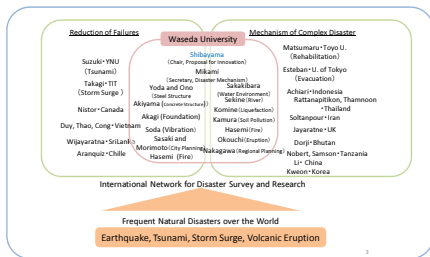 Reduction of Failures
Mechanism of Complex Disaster
Waseda University
Shibayama
(Chair, Proposal for Innovation)
Mikami
(Secretary, Disaster Mechanism)
Suzuki・YNU
(Tsunami)
Takagi・TIT
(Storm Surge )
Nistor・Canada
Duy, Thao, Cong・Vietnam
Wijayaratna・SriLanka
Aranquiz・Chille
Yoda and Ono
(Steel Structure
Akiyama (Concrete Structure))
Akagi (Foundation)
Soda (Vibration)
Sasaki and
Morimoto (City Planning)
Hasemi (Fire)
Sakakibara
(Water Environment)
Sekine (River)
Komine (Liquefaction)
Kamura (Soil Pollution)
Hasemi (Fire)
Okouchi (Eruption)
Nakagawa (Regional Planning)
Matsumaru・Toyo U.
(Rehabilitation)
Esteban・U. of Tokyo
(Evacuation)
Achiari・Indonesia
Rattanapitikon, Thamnoon
・Thailand
Soltanpour・Iran
Jayaratne・UK
Dorji・Bhutan
Nobert, Samson・Tanzania
Li・ China
Kweon・Korea
International Network for Disaster Survey and Research
Frequent Natural Disasters over the World
Earthquake, Tsunami, Storm Surge, Volcanic Eruption
3